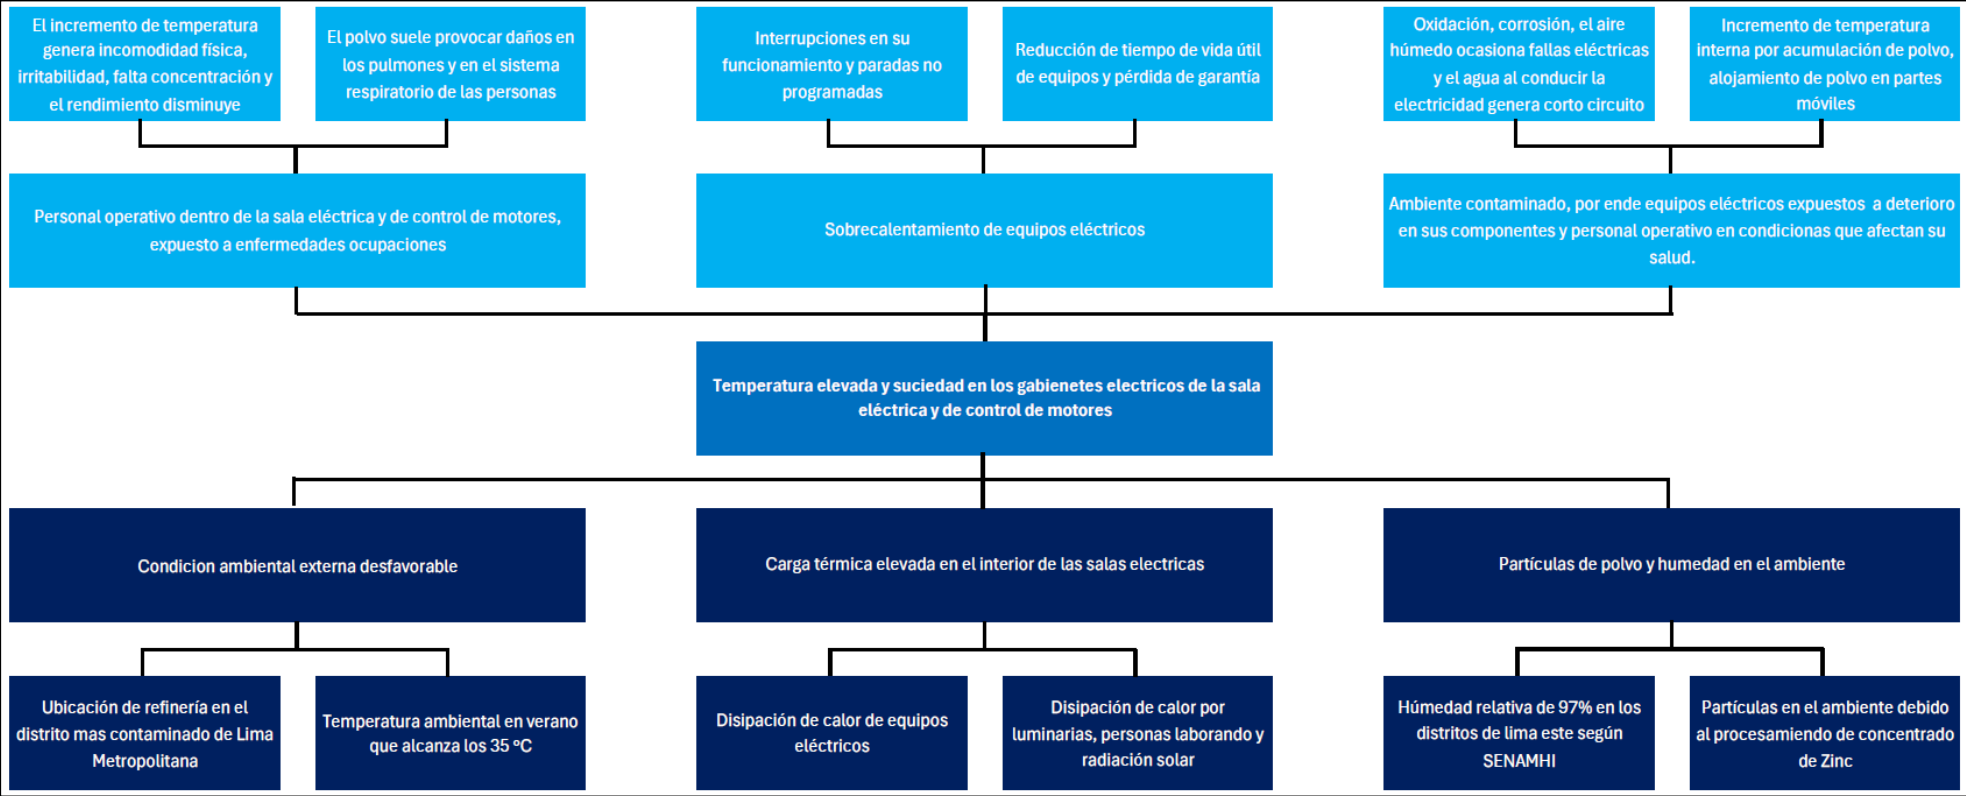 El incremento de temperatura
genera incomodidad física,
irritabilidad, falta concentración y
el rendimiento disminuye
El polvo suele provocar daños en
los pulmones y en el sistema
respiratorio de las personas
Interrupciones en su
funcionamiento y paradas no
programadas
Reducción de tiempo de vida útil
de equipos y pérdida de garantía
Oxidación, corrosión, el aire
húmedo ocasiona fallas eléctricas
y el agua al conducir la
electricidad genera corto circuito
Incremento de temperatura
interna por acumulación de polvo,
alojamiento de polvo en partes
móviles
Personal operativo dentro de la sala eléctrica y de control de motores,
expuesto a enfermedades ocupaciones
Sobrecalentamiento de equipos eléctricos
Ambiente contaminado, por ende equipos eléctricos expuestos a deterioro
en sus componentes y personal operativo en condicionas que afectan su
salud.
Temperatura elevada y suciedad en los gabienetes electricos de la sala
eléctrica y de control de motores
Condicion ambiental externa desfavorable
Carga térmica elevada en el interior de las salas electricas
Partículas de polvo y humedad en el ambiente
Ubicación de refinería en el
distrito mas contaminado de Lima
Metropolitana
Temperatura ambiental en verano
que alcanza los 35 ºC
Disipación de calor de equipos
eléctricos
Disipación de calor por
luminarias, personas laborando y
radiación solar
Húmedad relativa de 97% en los
distritos de lima este según
SENAMHI
Partículas en el ambiente debido
al procesamiendo de concentrado
de Zinc